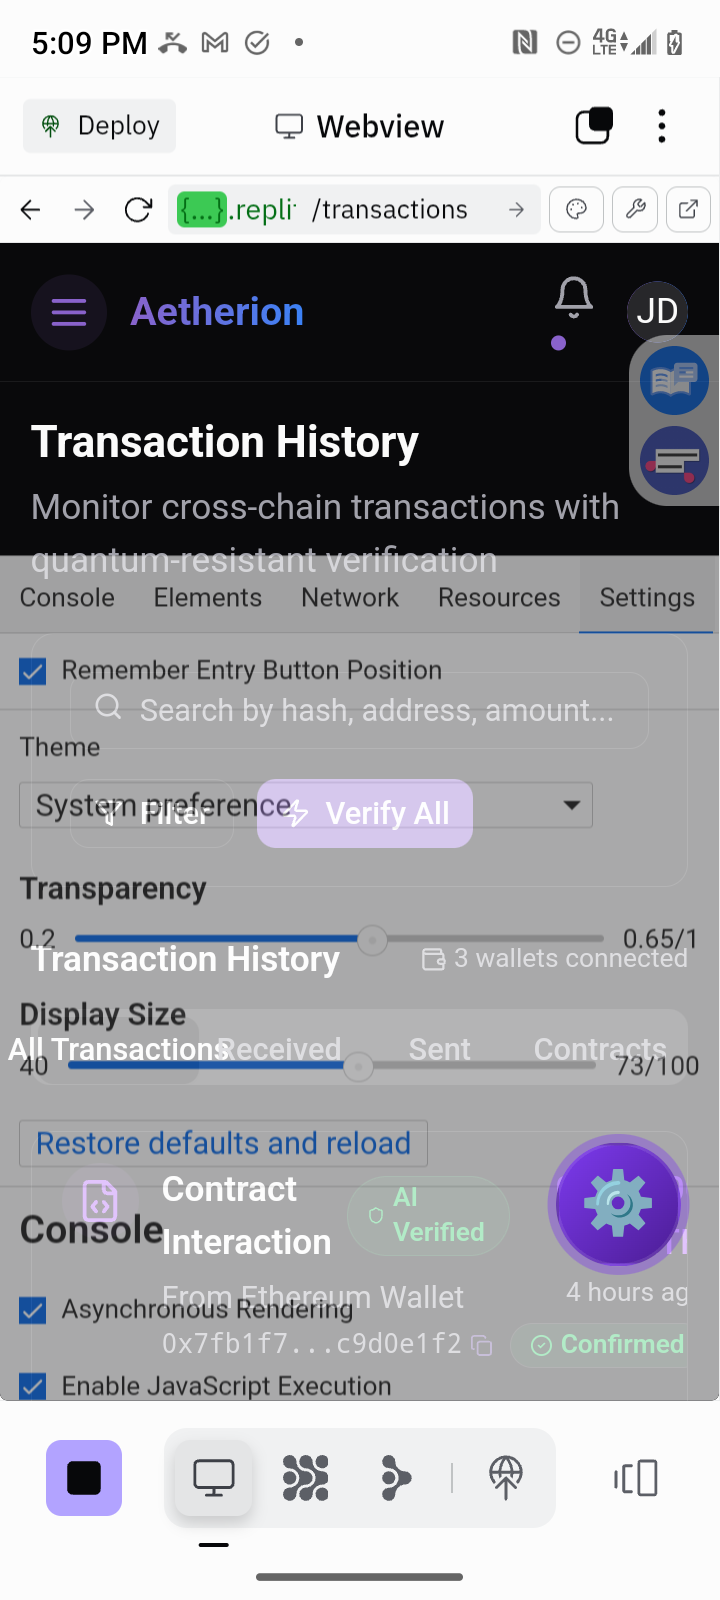 5:09 PM
4G
LTE
Deploy
Webview
{...}.repli
/transactions
Aetherion
JD
Transaction History
Monitor cross-chain transactions with
quantum-resistant verification
Console Elements Network Resources Settings
Remember Entry Button Position
Search by hash, address, amount...
Theme
System preference
Filter
Verify All
Transparency
0.2
0.65/1
Transaction History
3 wallets connected
Display Size
All Transactions Received Sent Contracts
40
73/100
Restore defaults and reload
Contract
Interaction
AI
Verified
Console
From Ethereum Wallet
4 hours ag
Asynchronous Rendering
0x7fb1f7...c9d0e1f2
Confirmed
Enable JavaScript Execution